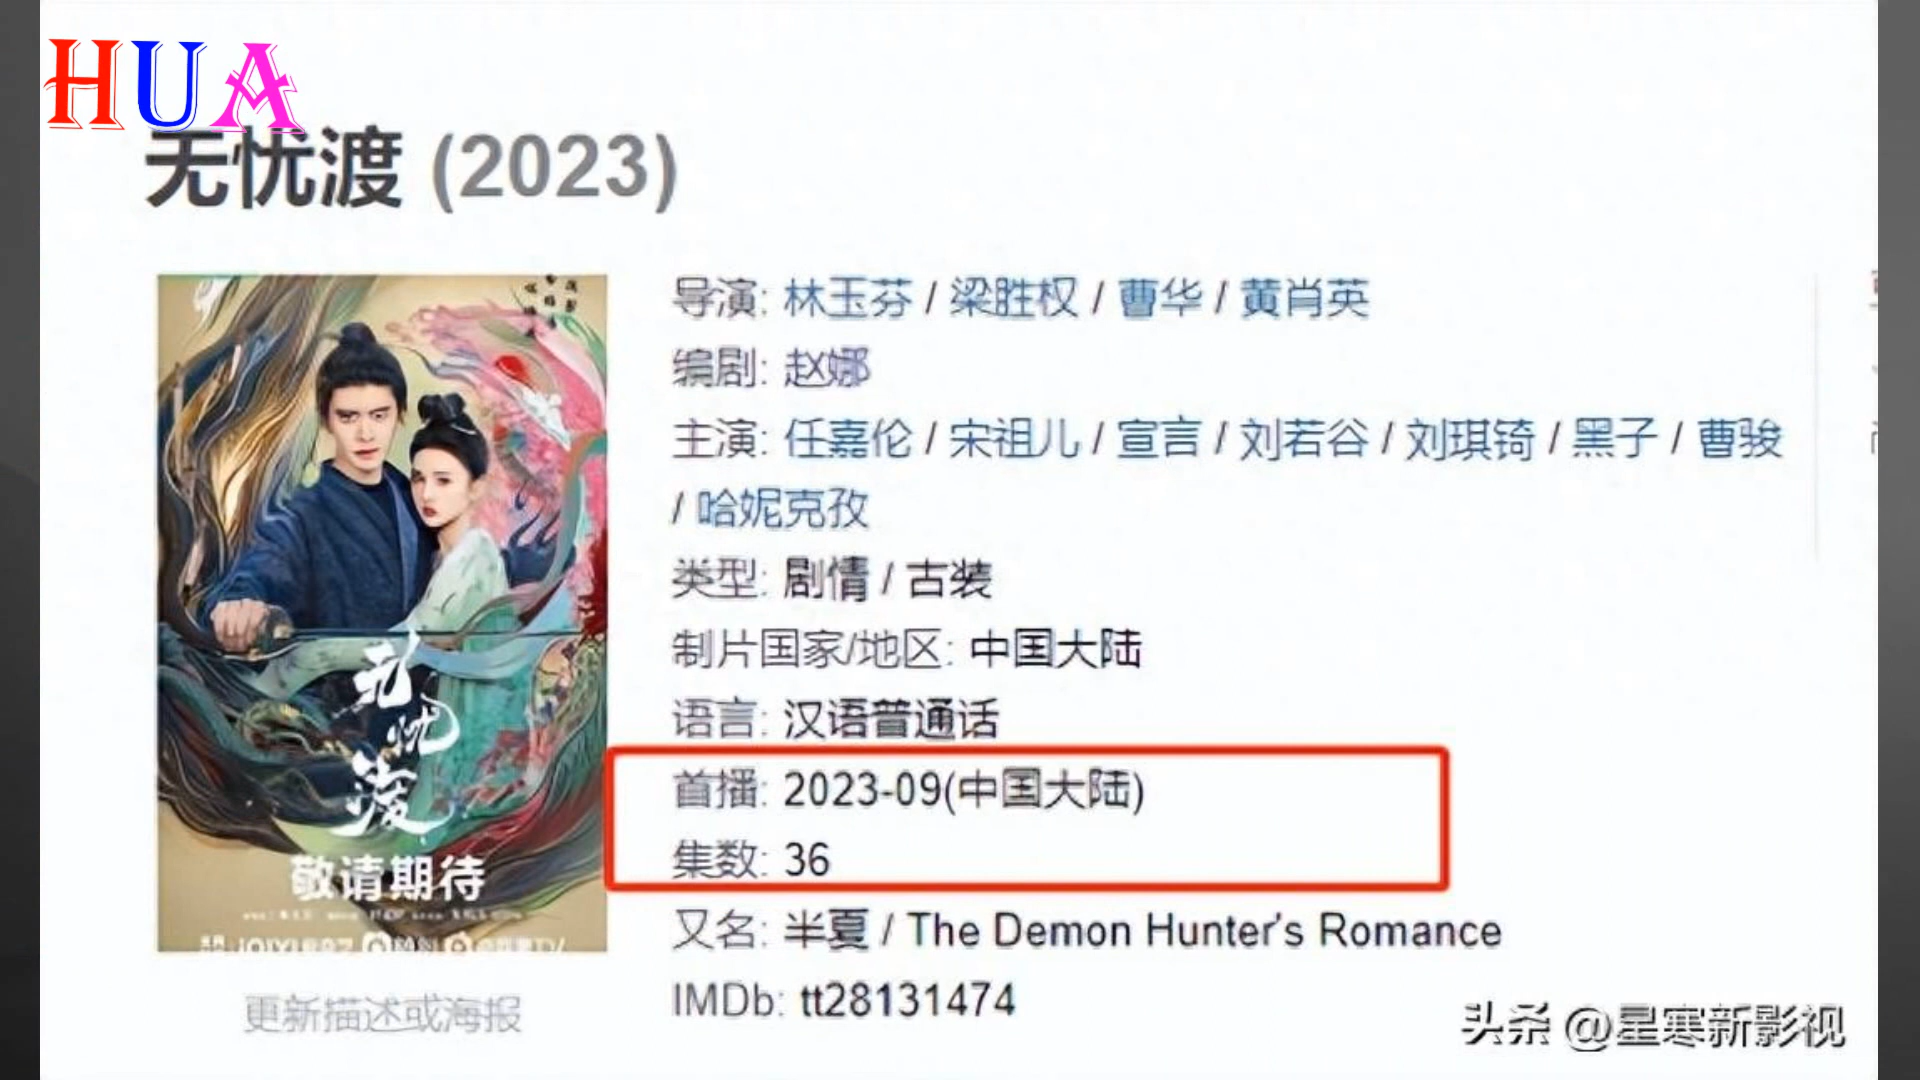 HUA
无忧渡 (2023)
导演: 林玉芬 / 梁胜权 / 曹华 / 黄肖英
编剧: 赵娜
主演: 任嘉伦 / 宋祖儿 / 宣言 / 刘若谷 / 刘琪锜 / 黑子 / 曹骏
/ 哈妮克孜
类型: 剧情 / 古装
制片国家/地区: 中国大陆
语言: 汉语普通话
首播: 2023-09(中国大陆)
集数: 36
又名: 半夏 / The Demon Hunter's Romance
IMDb: tt28131474
无忧渡
敬请期待
更新描述或海报
头条 @星寒新影视